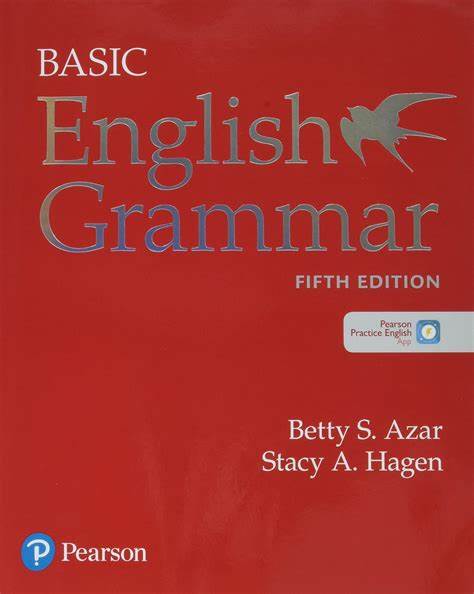 BASIC
English
Grammar
FIFTH EDITION
Pearson
Practice English
App
Betty S. Azar
Stacy A. Hagen
Pearson